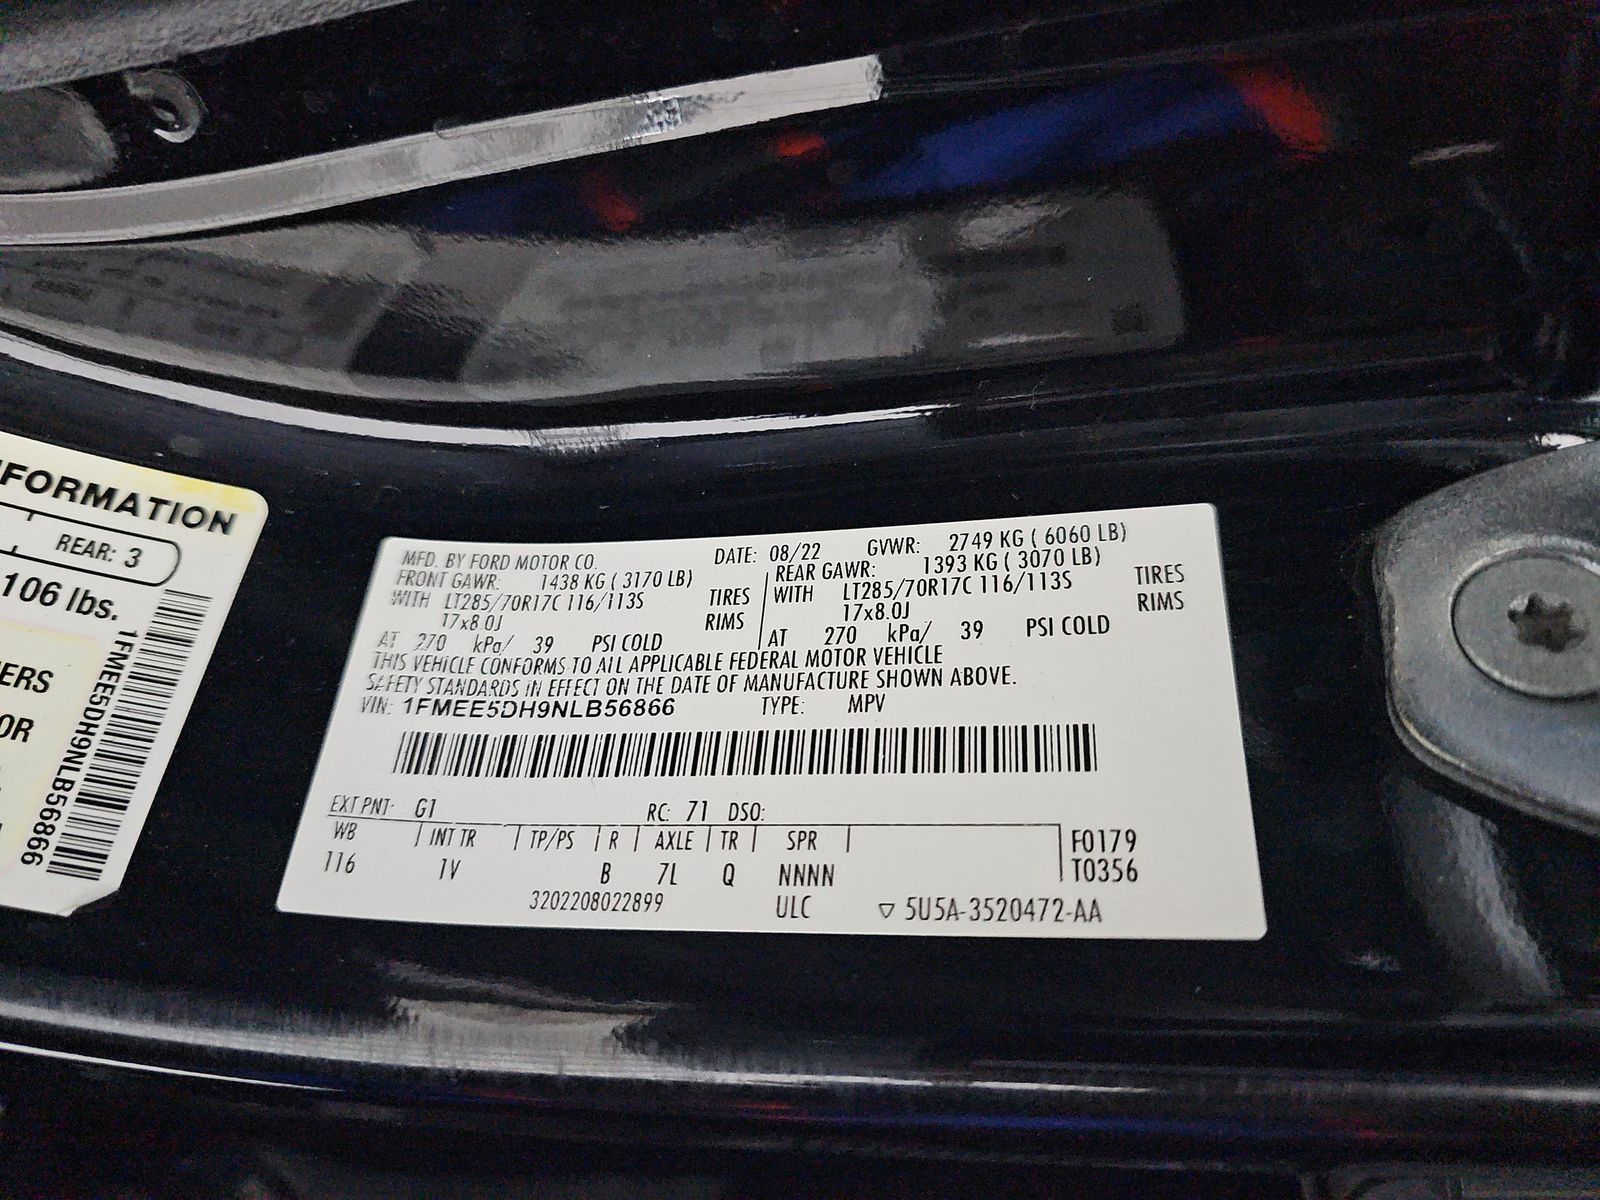 REAR: 3
106 lbs.
1FMEE5DH9NLB56866
MFD. BY FORD MOTOR CO. DATE: 08/22 GVWR: 2749 KG ( 6060 LB)
FRONT GAWR: 1438 KG ( 3170 LB) REAR GAWR: 1393 KG ( 3070 LB)
WITH LT285/70R17C 116/113S TIRES WITH LT285/70R17C 116/113S TIRES
17x8.0J RIMS 17x8.0J RIMS
AT 270 kPa/ 39 PSI COLD AT 270 kPa/ 39 PSI COLD
THIS VEHICLE CONFORMS TO ALL APPLICABLE FEDERAL MOTOR VEHICLE
SAFETY STANDARDS IN EFFECT ON THE DATE OF MANUFACTURE SHOWN ABOVE.
VIN: 1FMEE5DH9NLB56866 TYPE: MPV
EXT PNT: G1 RC: 71 DSO:
WB INT TR TP/PS R AXLE TR SPR F0179
116 1V B 7L Q NNNN T0356
3202208022899 ULC ▽ 5U5A-3520472-AA